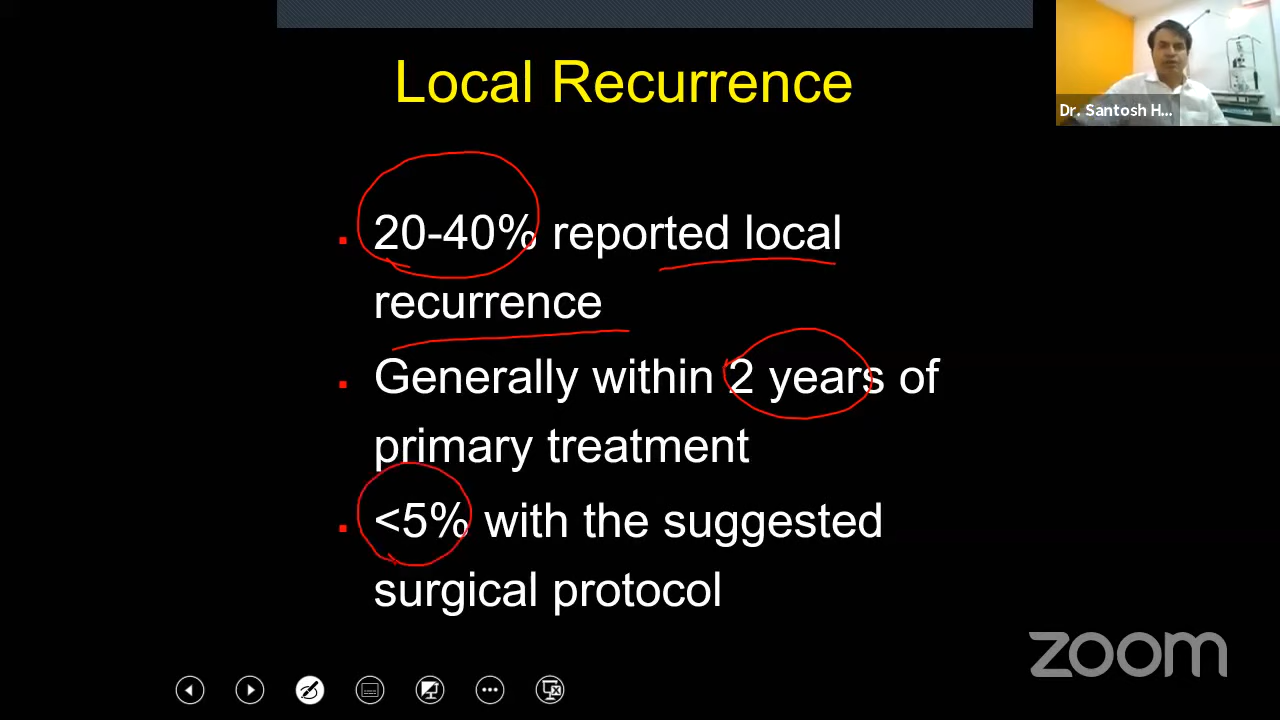 Local Recurrence
Dr. Santosh H...
▪ 20-40% reported local
recurrence
▪ Generally within 2 years of
primary treatment
▪ <5% with the suggested
surgical protocol
zoom